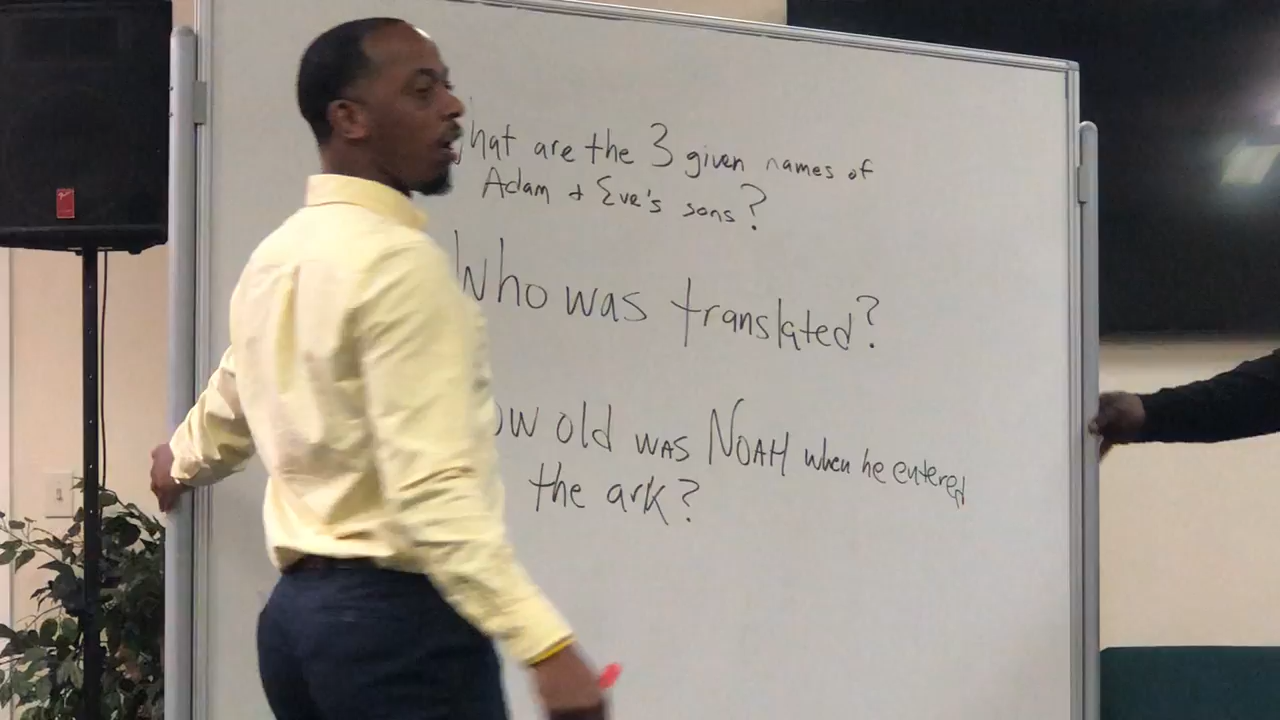 hat are the 3 given names of
Adam + Eve's sons?
Who was translated?
ow old was NOAH when he entered
the ark?